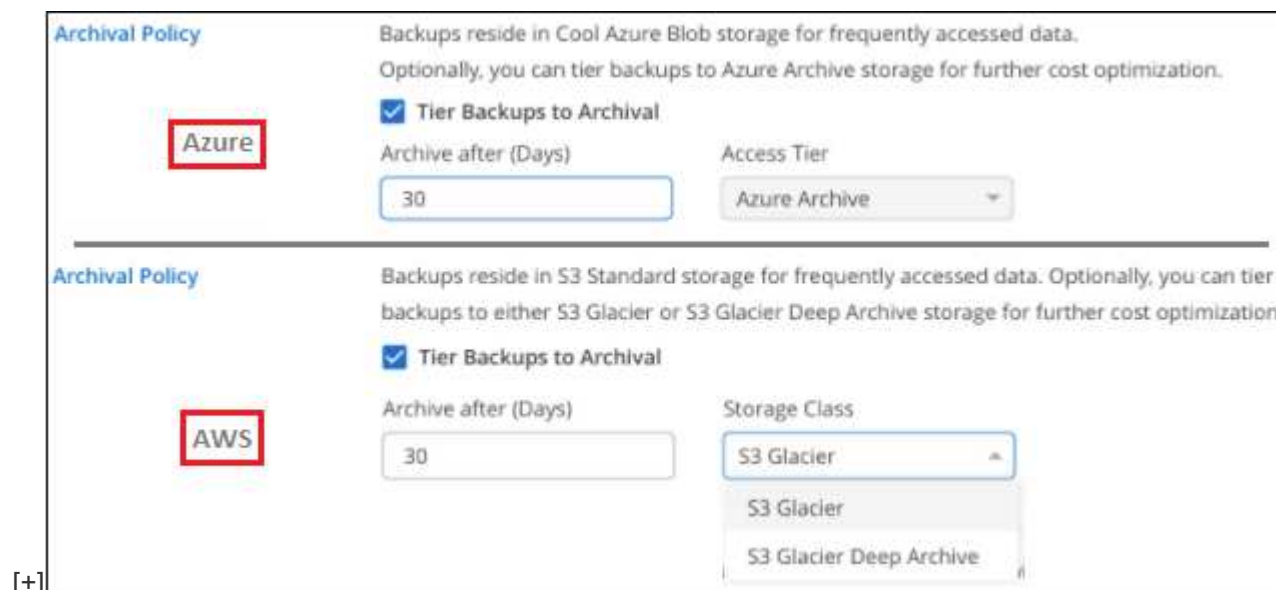 Archival Policy
Backups reside in Cool Azure Blob storage for frequently accessed data.
Optionally, you can tier backups to Azure Archive storage for further cost optimization.
Tier Backups to Archival
Azure
Archive after (Days)
Access Tier
30
Azure Archive
Archival Policy
Backups reside in S3 Standard storage for frequently accessed data. Optionally, you can tier
backups to either S3 Glacier or S3 Glacier Deep Archive storage for further cost optimization
Tier Backups to Archival
Archive after (Days)
Storage Class
AWS
30
S3 Glacier
S3 Glacier
S3 Glacier Deep Archive
[+]